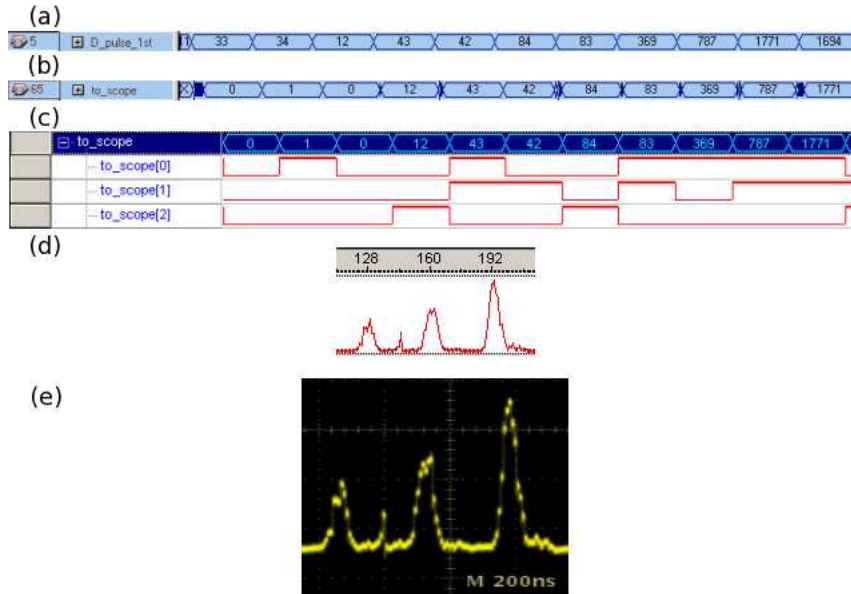 (a)
5 D_pulse_1st 1 33 34 12 43 42 84 83 369 787 1771 1694
(b)
65 to_scope 0 1 0 12 43 42 84 83 369 787 1771
(c)
to_scope 0 1 0 12 43 42 84 83 369 787 1771
to_scope[0]
to_scope[1]
to_scope[2]
(d)
128 160 192
(e)
M 200ns